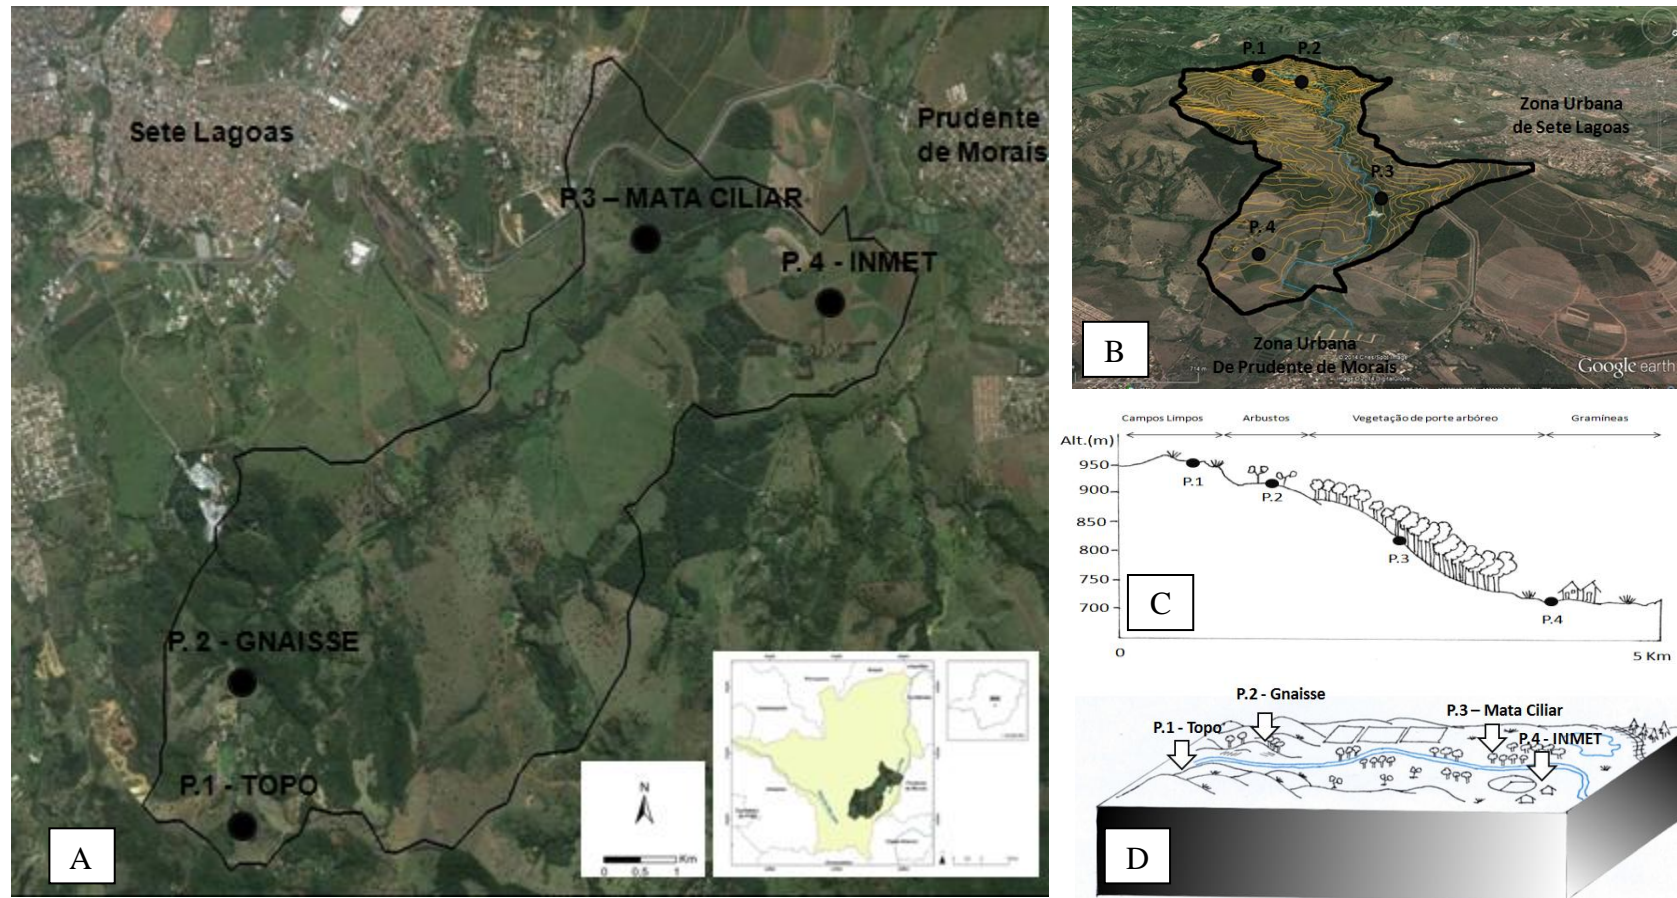 Sete Lagoas
Prudente
de Morais
P.3 – MATA CILIAR
P. 4 - INMET
P. 2 - GNAISSE
P.1 - TOPO
N
0 0,5 1 Km
A
P.1 P.2
Zona Urbana
de Sete Lagoas
P.3
P. 4
Zona Urbana
De Prudente de Morais
Google earth
B
Campos Limpos Arbustos Vegetação de porte arbóreo Gramíneas
Alt.(m)
950
900
850
800
750
700
P.1
P.2
P.3
P.4
0 5 Km
C
P.2 - Gnaisse
P.1 - Topo
P.3 – Mata Ciliar
P.4 - INMET
D